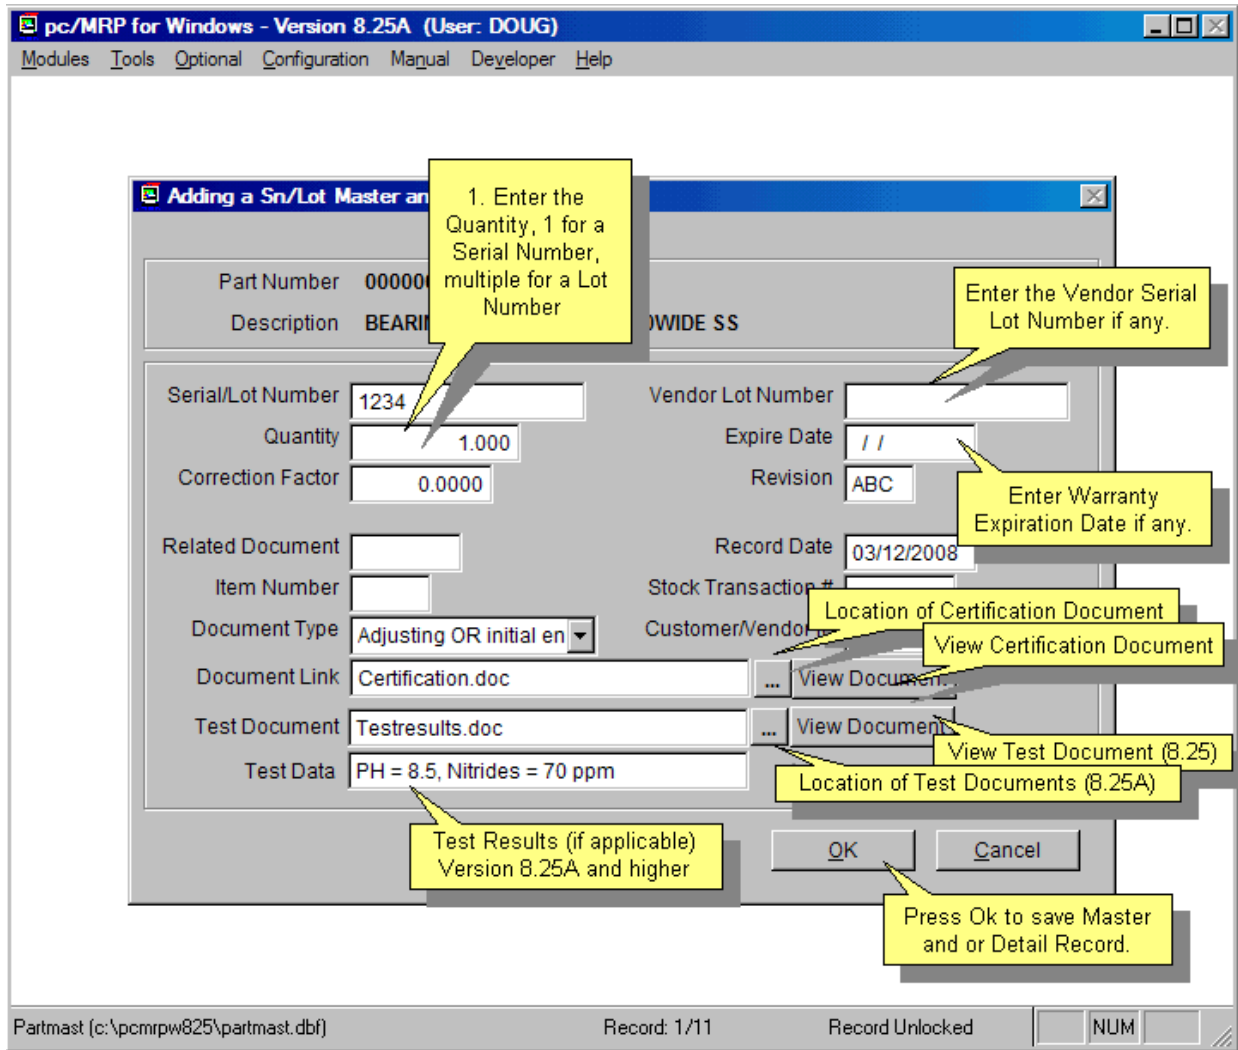 pc/MRP for Windows - Version 8.25A (User: DOUG)
Modules Tools Optional Configuration Manual Developer Help
Adding a Sn/Lot Master an
1. Enter the
Quantity, 1 for a
Serial Number,
multiple for a Lot
Number
Part Number
Description BEARIN
WIDE SS
Enter the Vendor Serial
Lot Number if any.
Serial/Lot Number 1234
Vendor Lot Number
Quantity 1.000
Expire Date / /
Correction Factor 0.0000
Revision ABC
Enter Warranty
Expiration Date if any.
Related Document
Record Date 03/12/2008
Item Number
Stock Transaction #
Location of Certification Document
Document Type Adjusting OR initial en
Customer/Vendor
View Certification Document
Document Link Certification.doc ... View Document
Test Document Testresults.doc ... View Document
View Test Document (8.25)
Test Data PH = 8.5, Nitrides = 70 ppm
Location of Test Documents (8.25A)
Test Results (if applicable)
Version 8.25A and higher
OK Cancel
Press Ok to save Master
and or Detail Record.
Partmast (c:\pcmrpw825\partmast.dbf) Record: 1/11 Record Unlocked NUM